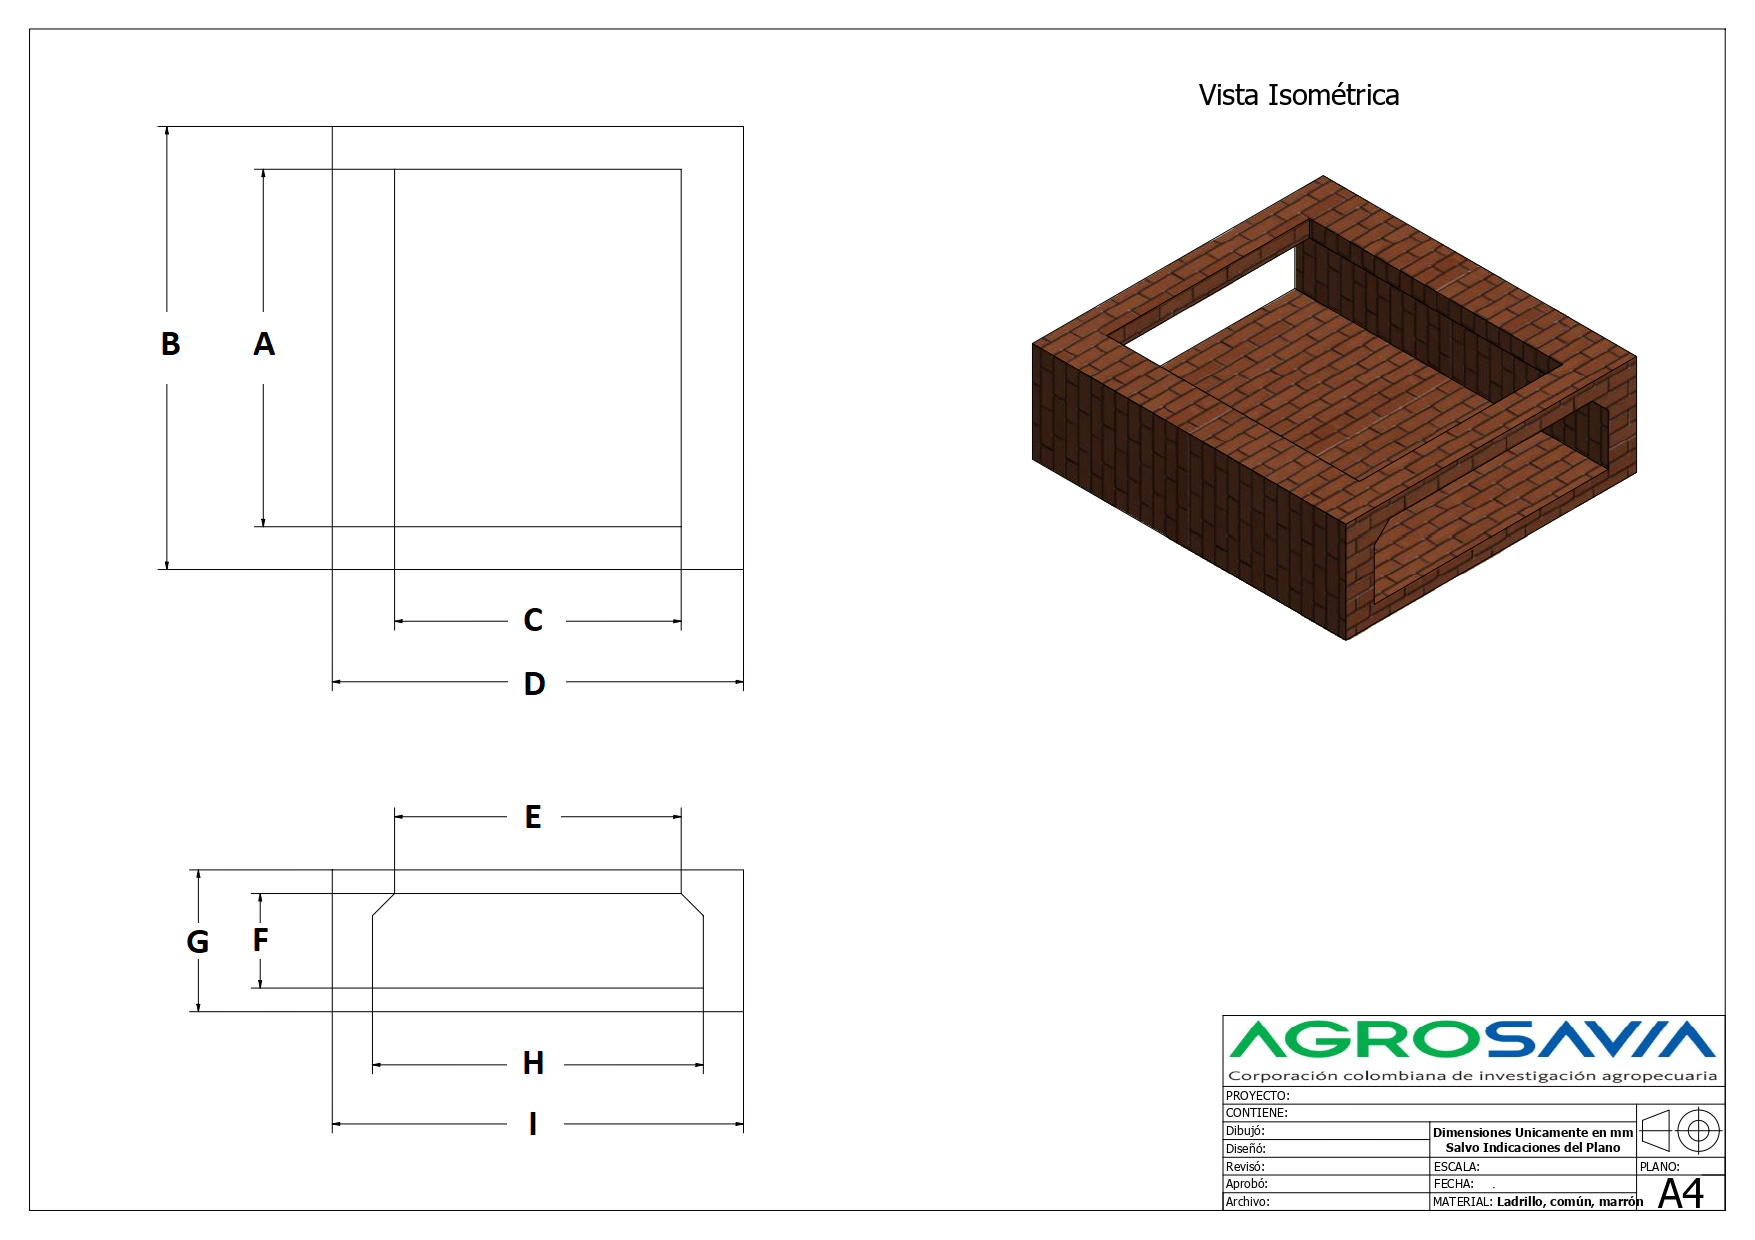 Vista Isométrica
B
A
C
D
E
G
F
H
I
AGROSAVIA
Corporación colombiana de investigación agropecuaria
PROYECTO:
CONTIENE:
Dibujó:
Dimensiones Unicamente en mm
Diseñó:
Salvo Indicaciones del Plano
Revisó:
ESCALA:
PLANO:
Aprobó:
FECHA: .
A4
Archivo:
MATERIAL: Ladrillo, común, marrón